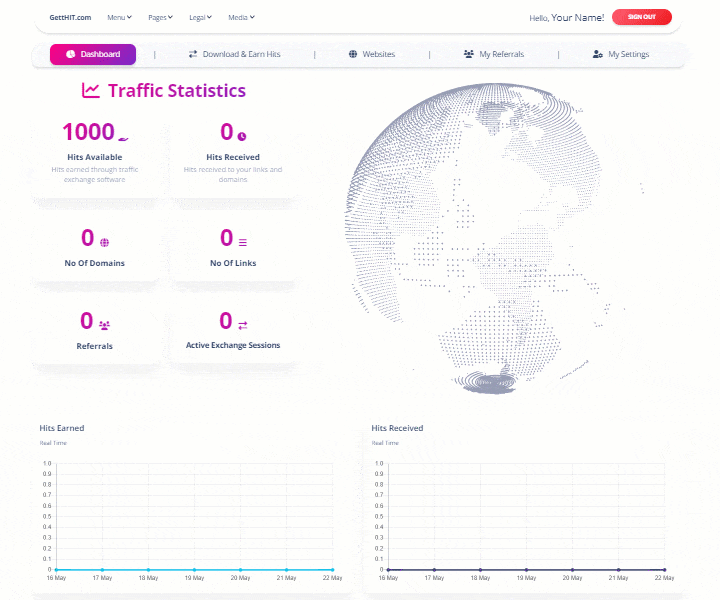 GettHIT.com Menu Pages Legal Media Hello, Your Name! SIGN OUT
Dashboard | Download & Earn Hits | Websites | My Referrals | My Settings
Traffic Statistics
1000
Hits Available
Hits earned through traffic
exchange software
0
Hits Received
Hits received to your links and
domains
0
No Of Domains
0
No Of Links
0
Referrals
0
Active Exchange Sessions
Hits Earned
Real Time
1.0
0.9
0.8
0.7
0.6
0.5
0.4
0.3
0.2
0.1
0
16 May 17 May 18 May 19 May 20 May 21 May 22 May
Hits Received
Real Time
1.0
0.9
0.8
0.7
0.6
0.5
0.4
0.3
0.2
0.1
0
16 May 17 May 18 May 19 May 20 May 21 May 22 May